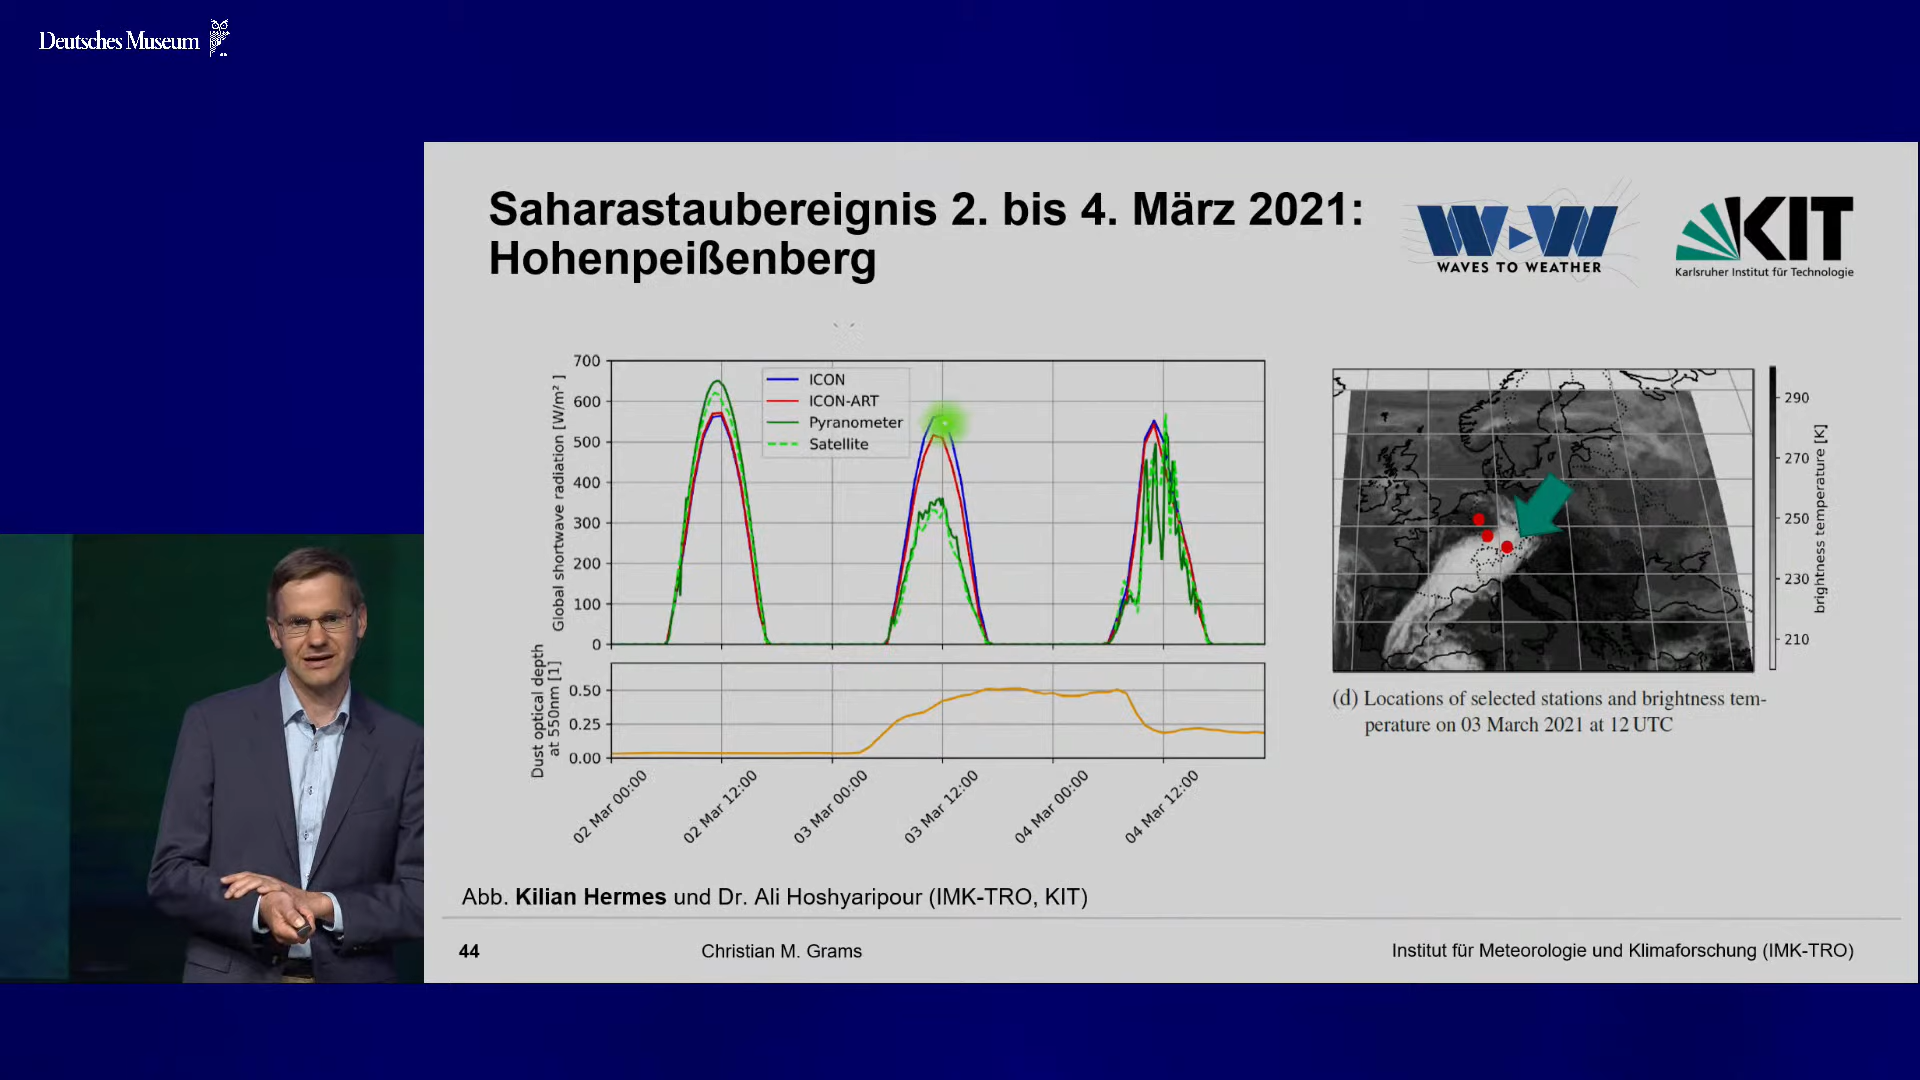 Deutsches Museum
Saharastaubereignis 2. bis 4. März 2021:
Hohenpeißenberg
WAVES TO WEATHER
KIT
Karlsruher Institut für Technologie
Global shortwave radiation [W/m² ]
700
600
500
400
300
200
100
0
ICON
ICON-ART
Pyranometer
Satellite
Dust optical depth
at 550nm [1]
0.50
0.25
0.00
02 Mar 00:00
02 Mar 12:00
03 Mar 00:00
03 Mar 12:00
04 Mar 00:00
04 Mar 12:00
290
270
250
230
210
brightness temperature [K]
(d) Locations of selected stations and brightness tem-
perature on 03 March 2021 at 12 UTC
Abb. Kilian Hermes und Dr. Ali Hoshyaripour (IMK-TRO, KIT)
44
Christian M. Grams
Institut für Meteorologie und Klimaforschung (IMK-TRO)